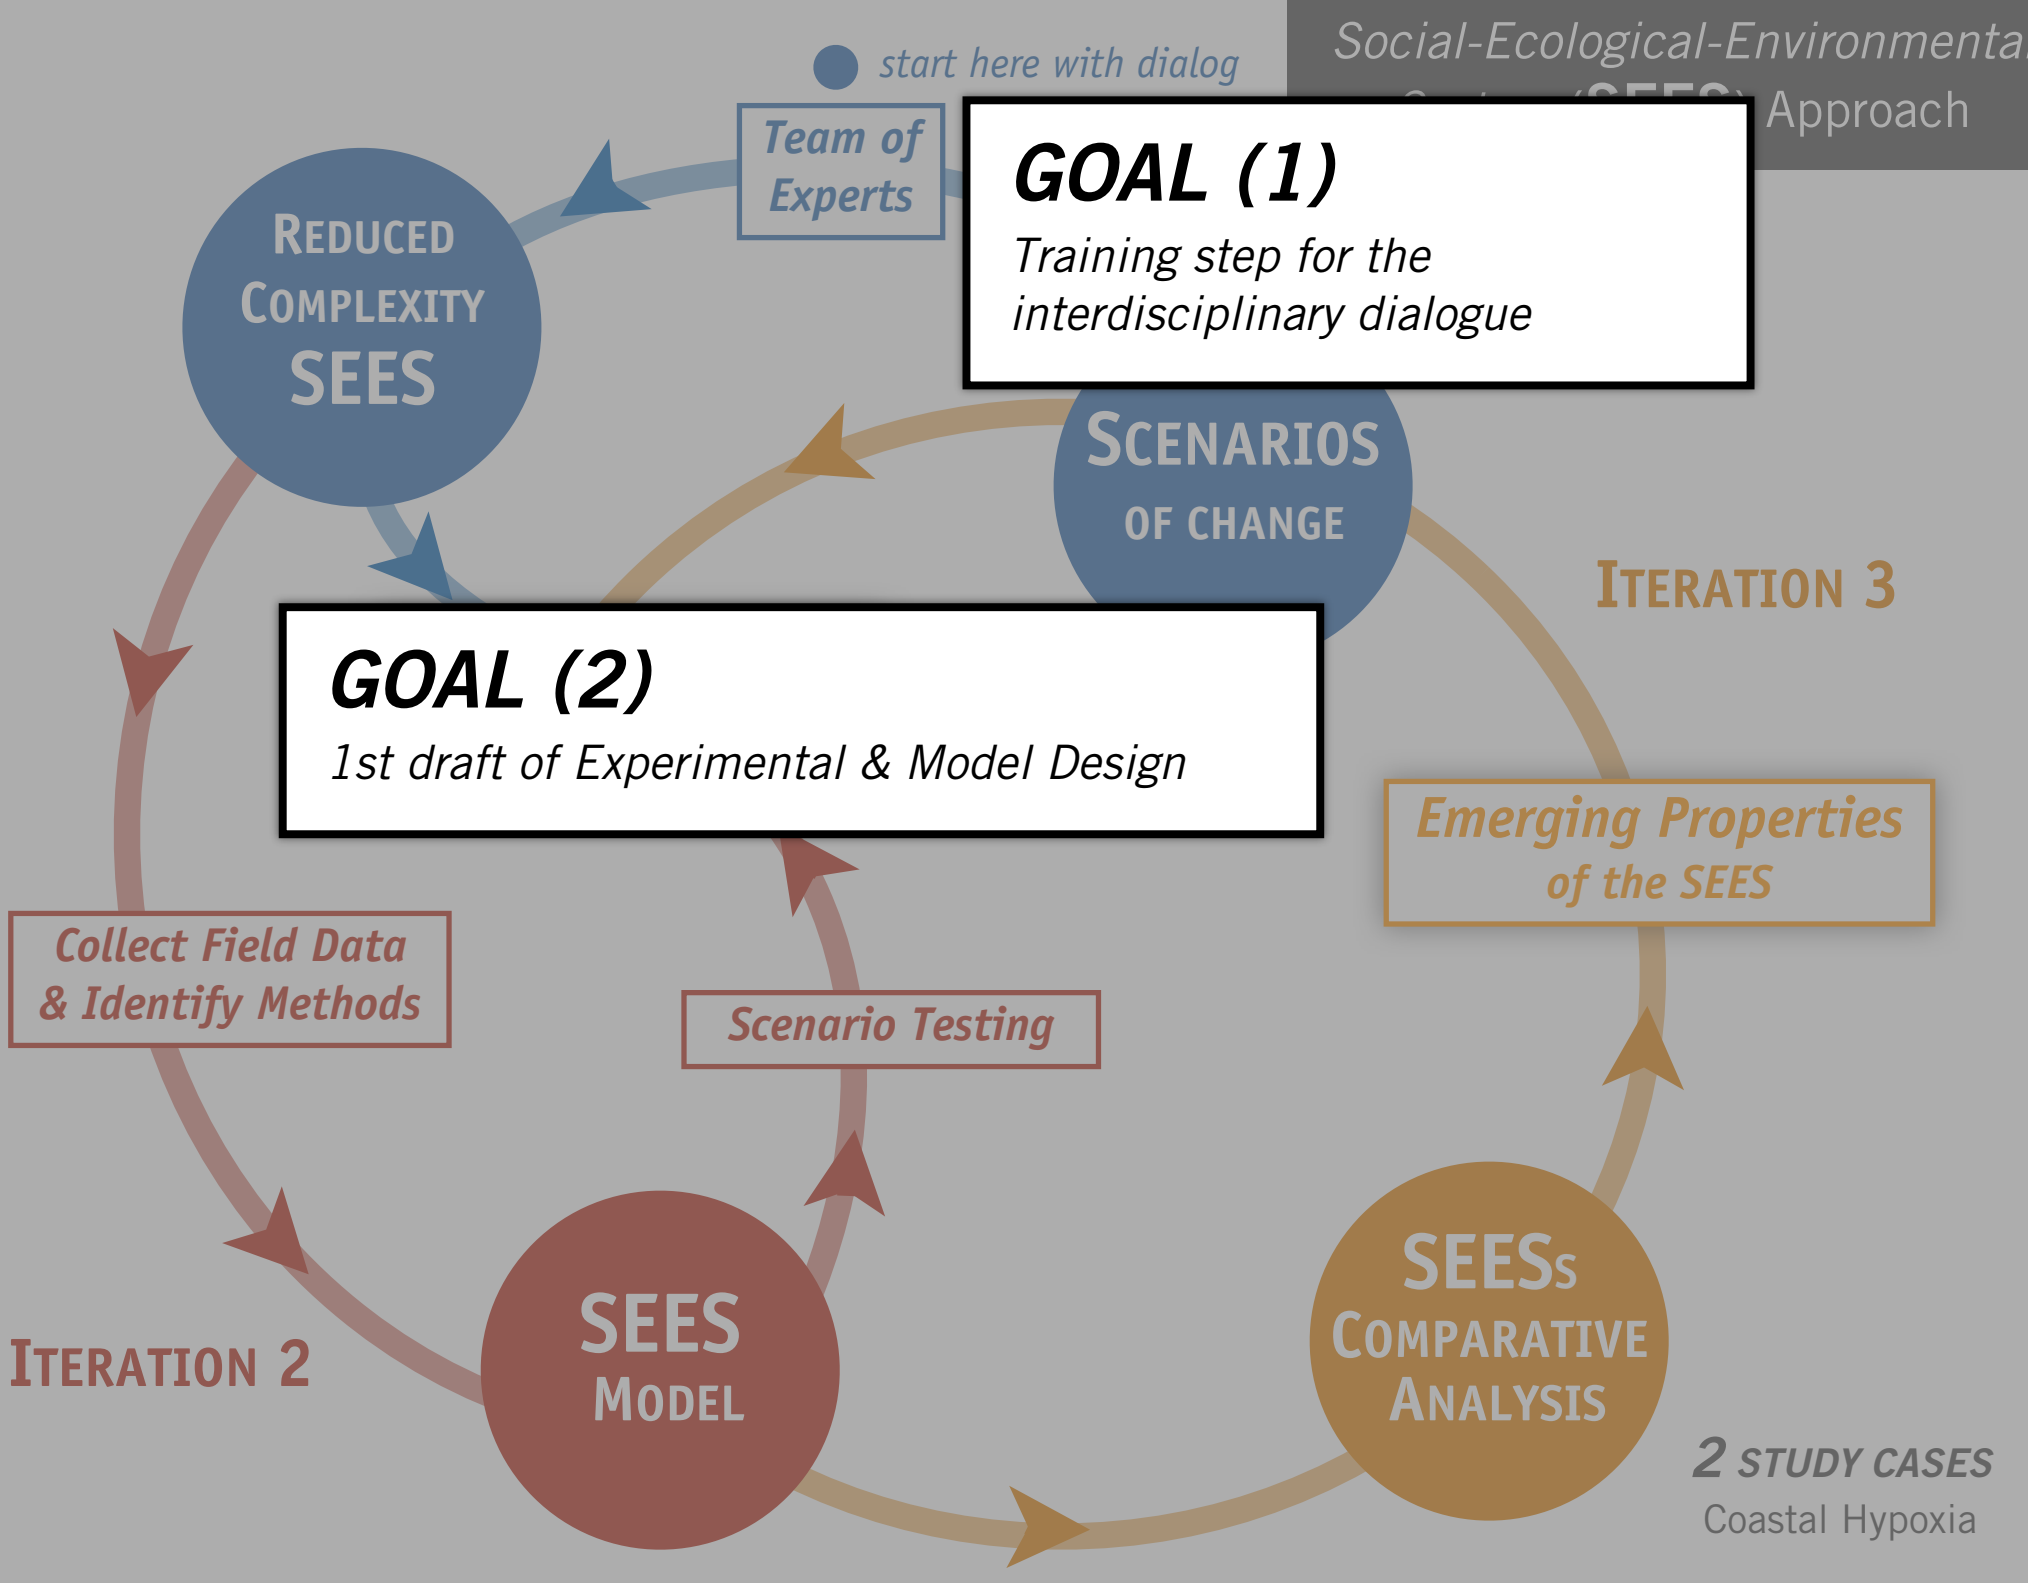 Social-Ecological-Environmental
(SEES) Approach
start here with dialog
Team of
Experts
GOAL (1)
Training step for the
interdisciplinary dialogue
REDUCED
COMPLEXITY
SEES
SCENARIOS
OF CHANGE
ITERATION 3
GOAL (2)
1st draft of Experimental & Model Design
Emerging Properties
of the SEES
Collect Field Data
& Identify Methods
Scenario Testing
SEES
MODEL
SEESs
COMPARATIVE
ANALYSIS
ITERATION 2
2 STUDY CASES
Coastal Hypoxia